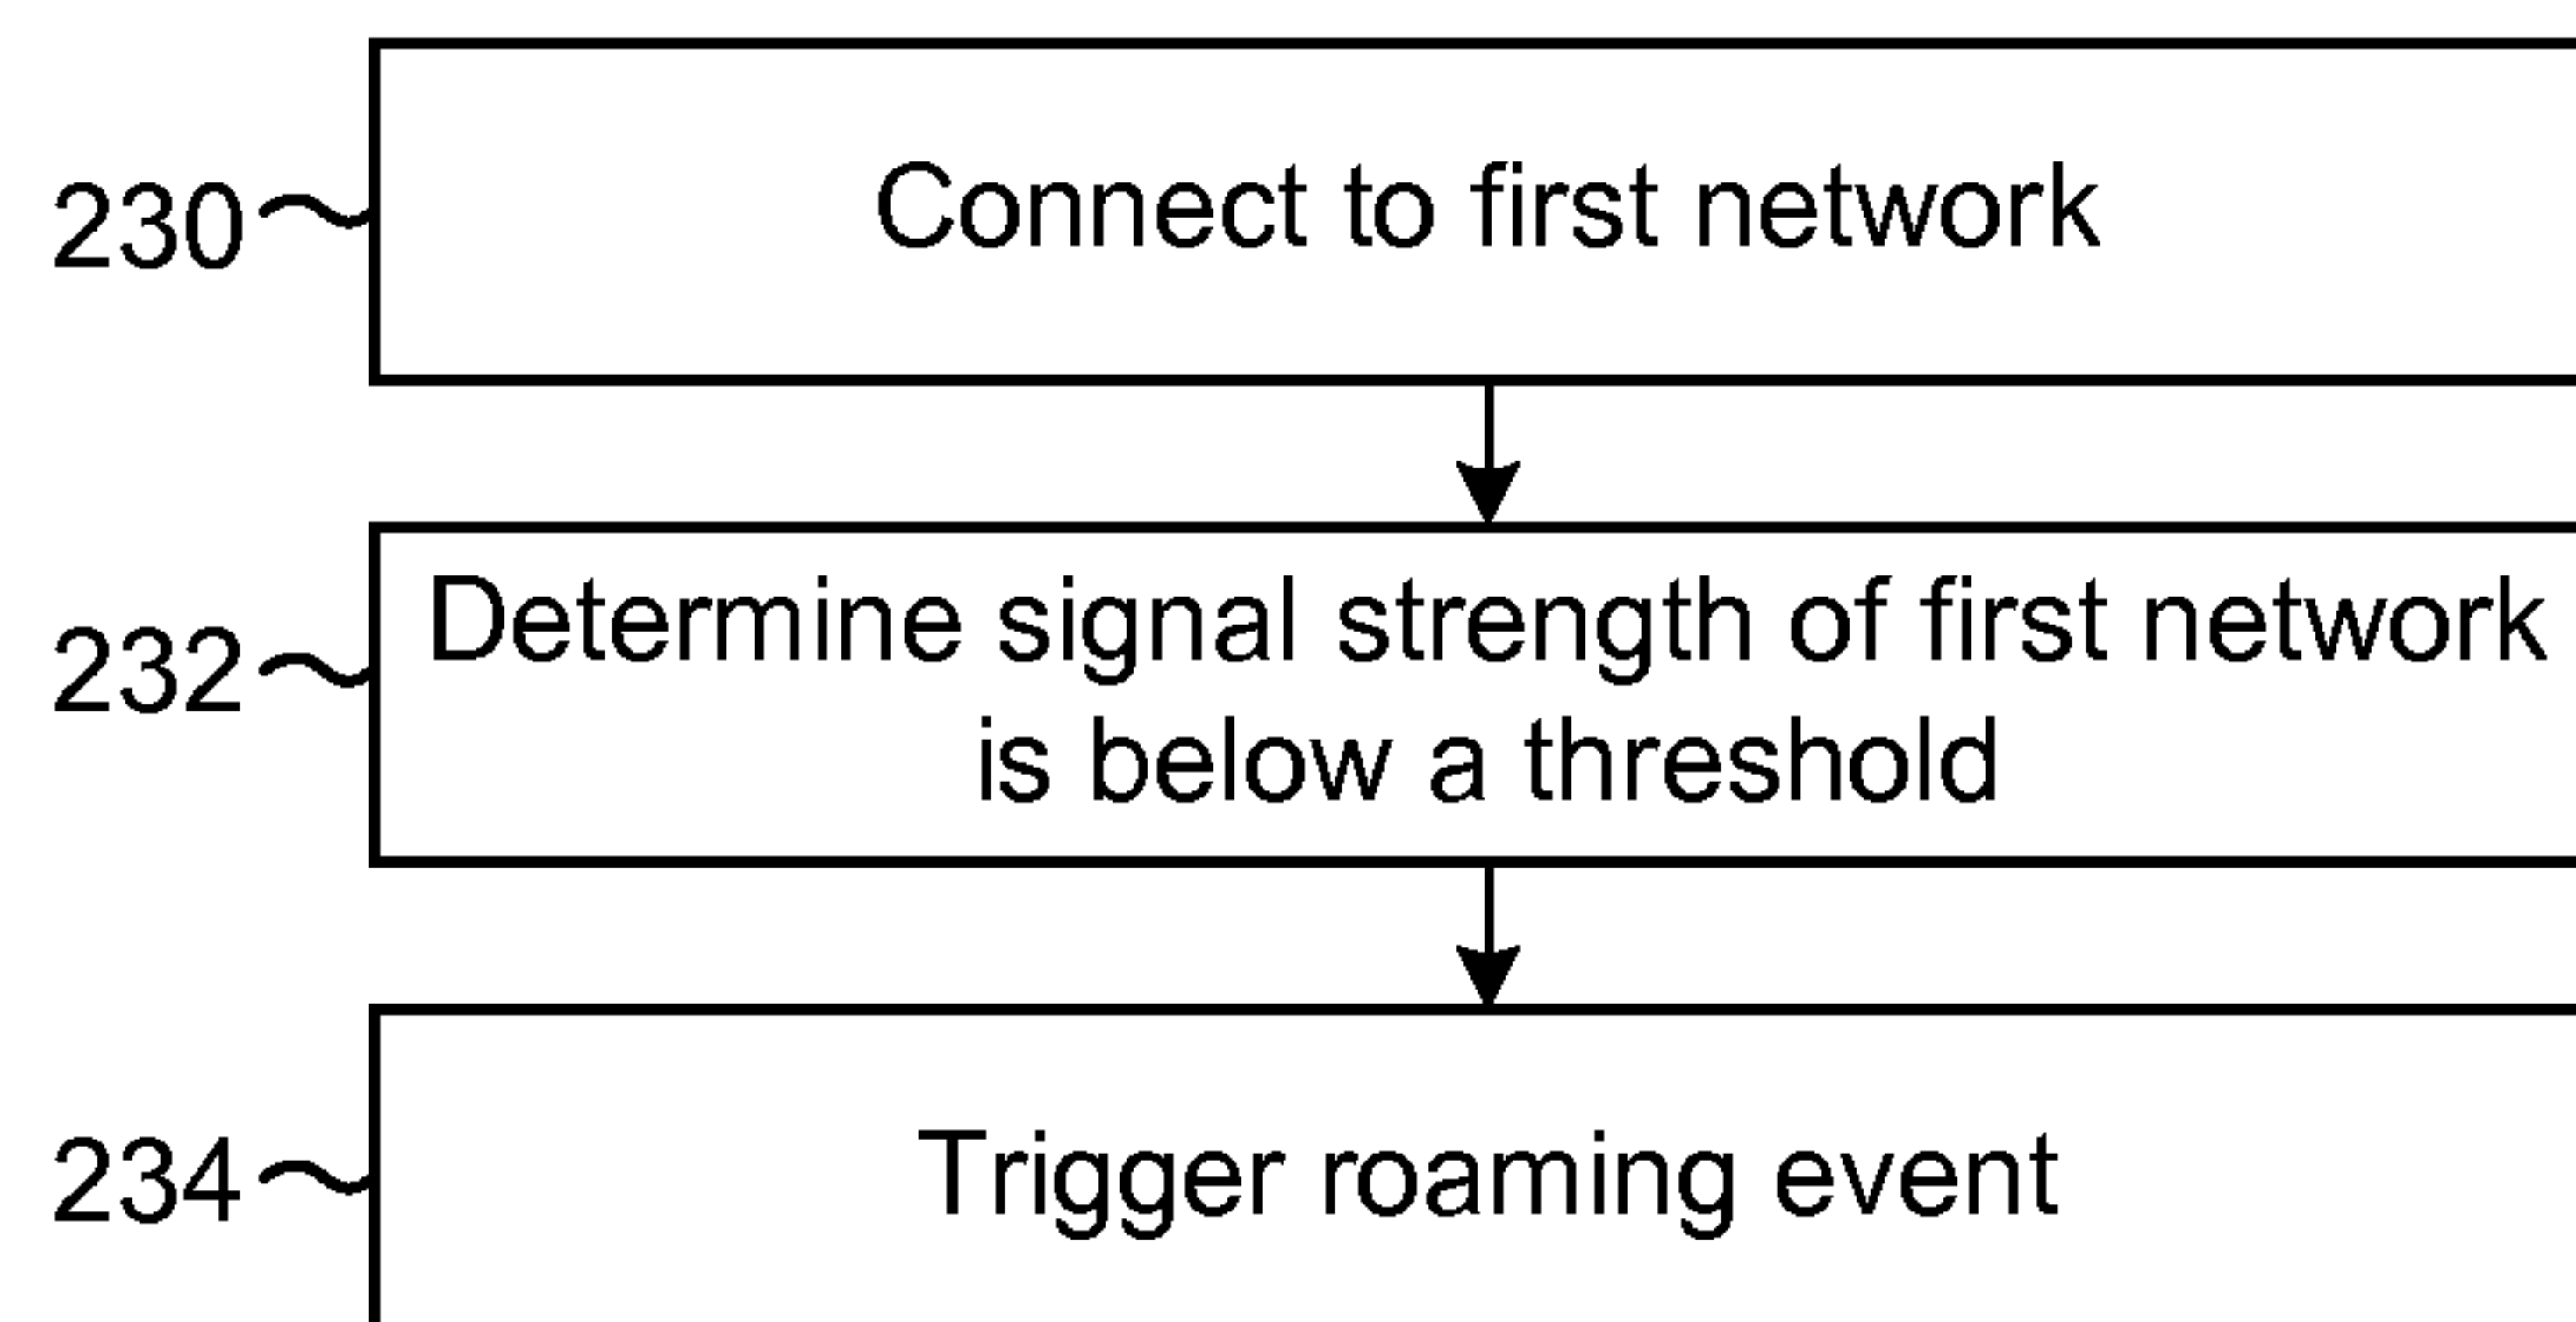 230
Connect to first network
232
Determine signal strength of first network
is below a threshold
234
Trigger roaming event